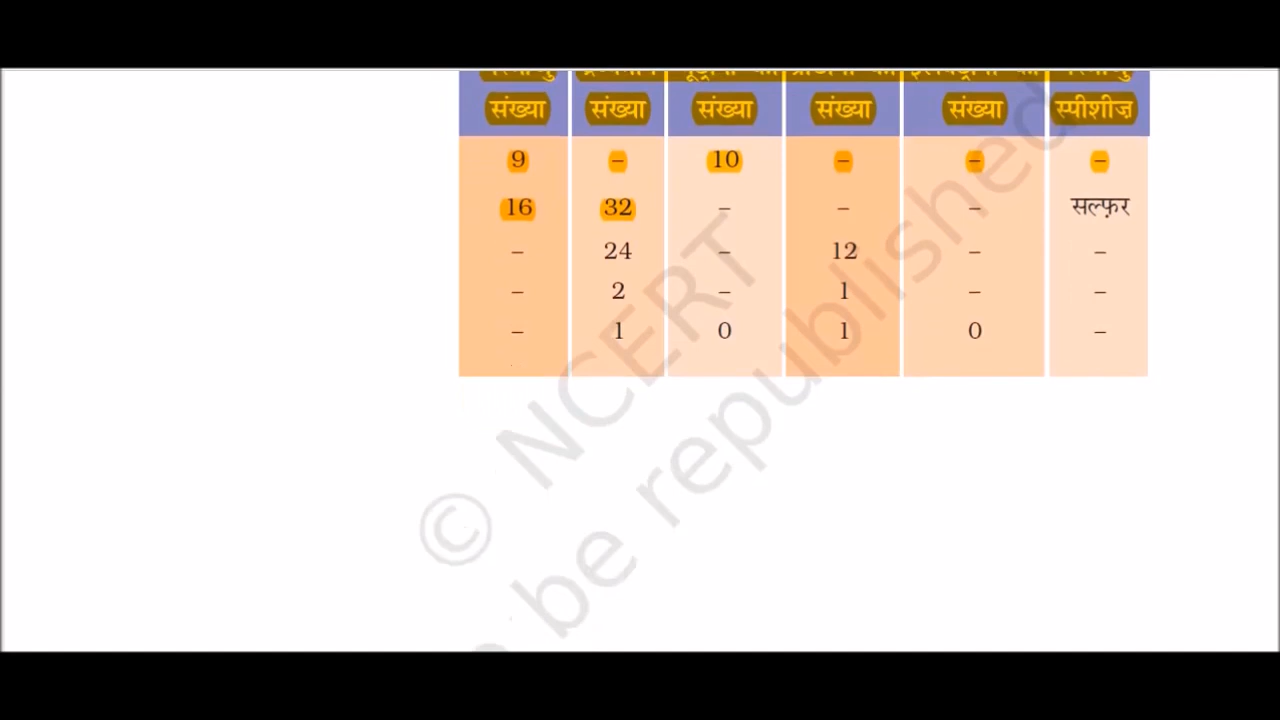 संख्या संख्या संख्या संख्या संख्या स्पीशीज़
9 – 10 – – –
16 32 – – – सल्फ़र
– 24 – 12 – –
– 2 – 1 – –
– 1 0 1 0 –
© NCERT
be republished